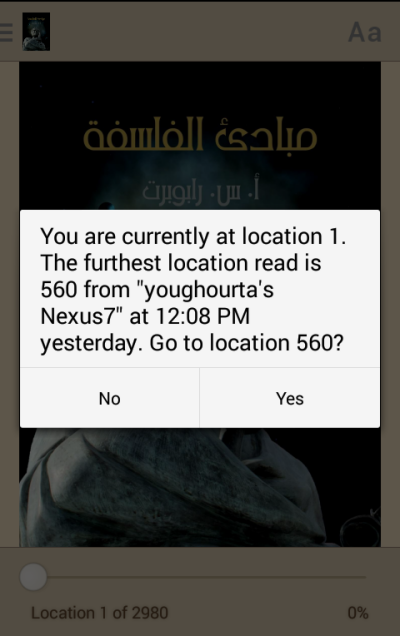 Aa
مبادئ الفلسفة
أ. س. رابوبرت
You are currently at location 1.
The furthest location read is
560 from "youghourta's
Nexus7" at 12:08 PM
yesterday. Go to location 560?
No
Yes
Location 1 of 2980
0%